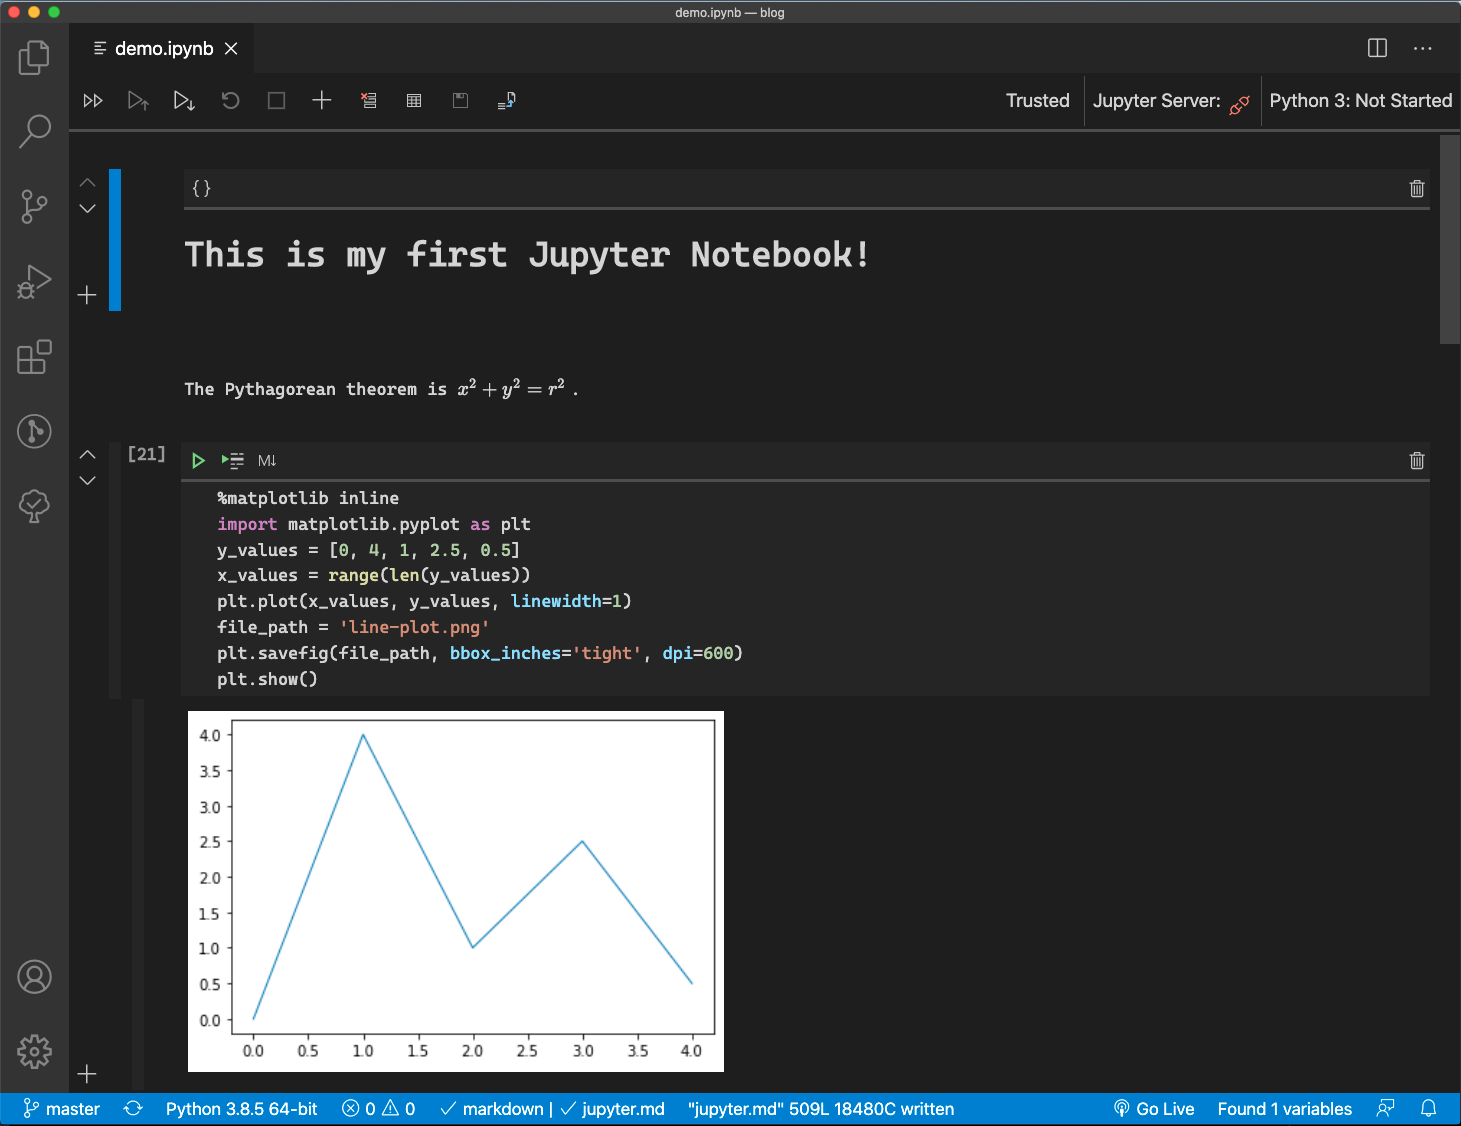 demo.ipynb — blog
demo.ipynb
Trusted
Jupyter Server:
Python 3: Not Started
{}
This is my first Jupyter Notebook!
The Pythagorean theorem is x² + y² = r² .
[21]
M↓
%matplotlib inline
import matplotlib.pyplot as plt
y_values = [0, 4, 1, 2.5, 0.5]
x_values = range(len(y_values))
plt.plot(x_values, y_values, linewidth=1)
file_path = 'line-plot.png'
plt.savefig(file_path, bbox_inches='tight', dpi=600)
plt.show()
4.0
3.5
3.0
2.5
2.0
1.5
1.0
0.5
0.0
0.0 0.5 1.0 1.5 2.0 2.5 3.0 3.5 4.0
master Python 3.8.5 64-bit 0 0 ✓ markdown | ✓ jupyter.md "jupyter.md" 509L 18480C written Go Live Found 1 variables